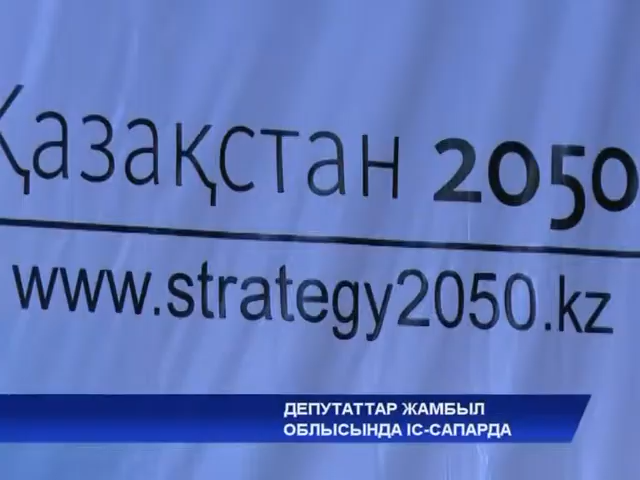 Қазақстан 2050
www.strategy2050.kz
ДЕПУТАТТАР ЖАМБЫЛ
ОБЛЫСЫНДА ІС-САПАРДА